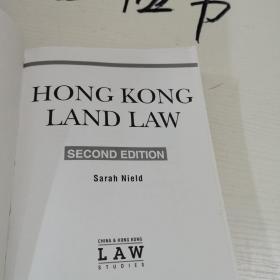 HONG KONG
LAND LAW
SECOND EDITION
Sarah Nield
CHINA & HONG KONG
LAW
STUDIES